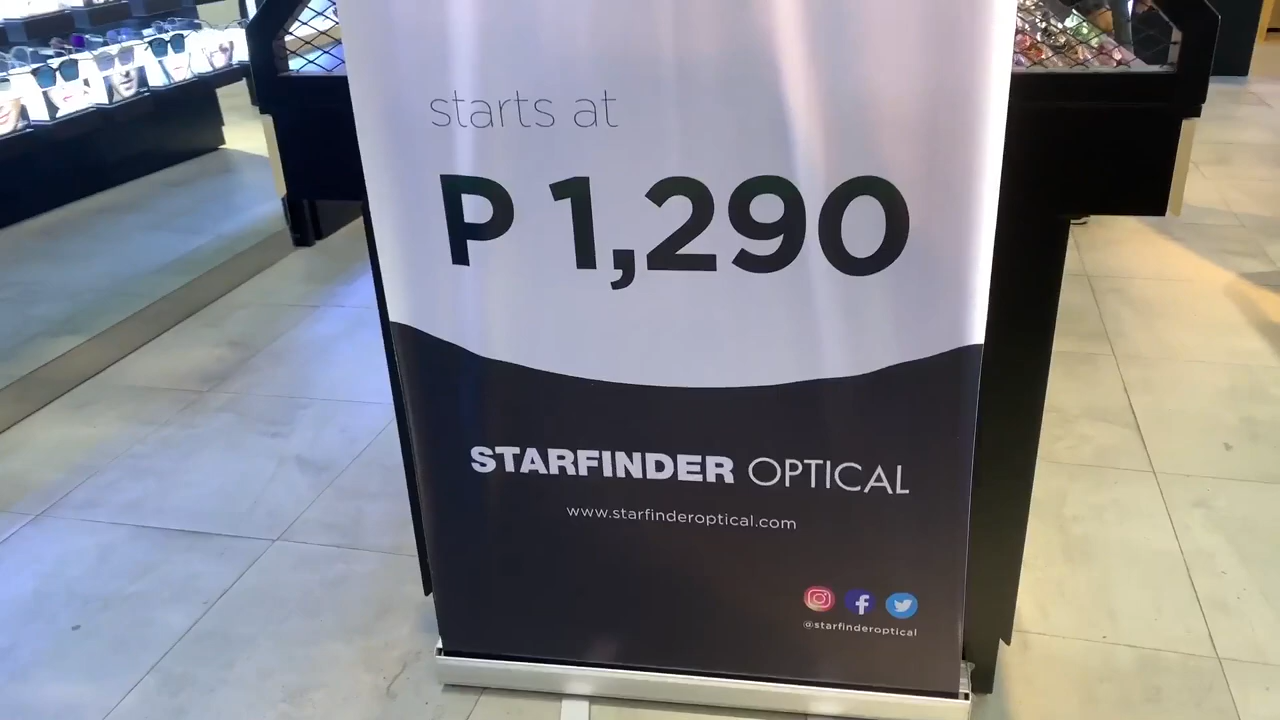 starts at
P 1,290
STARFINDER OPTICAL
www.starfinderoptical.com
@starfinderoptical